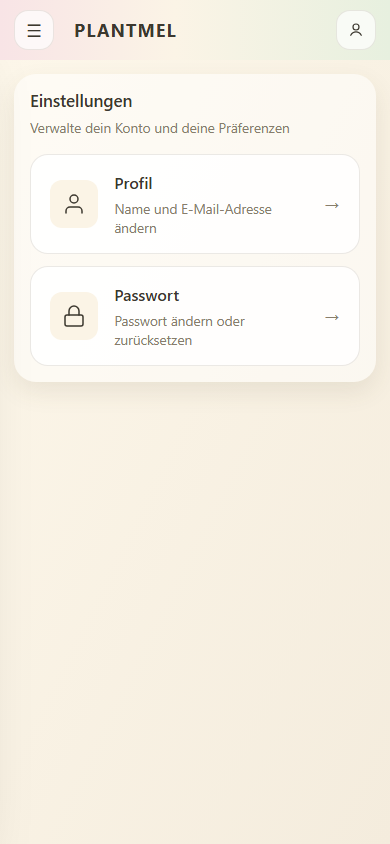 PLANTMEL
Einstellungen
Verwalte dein Konto und deine Präferenzen
Profil
Name und E-Mail-Adresse
ändern
→
Passwort
Passwort ändern oder
zurücksetzen
→